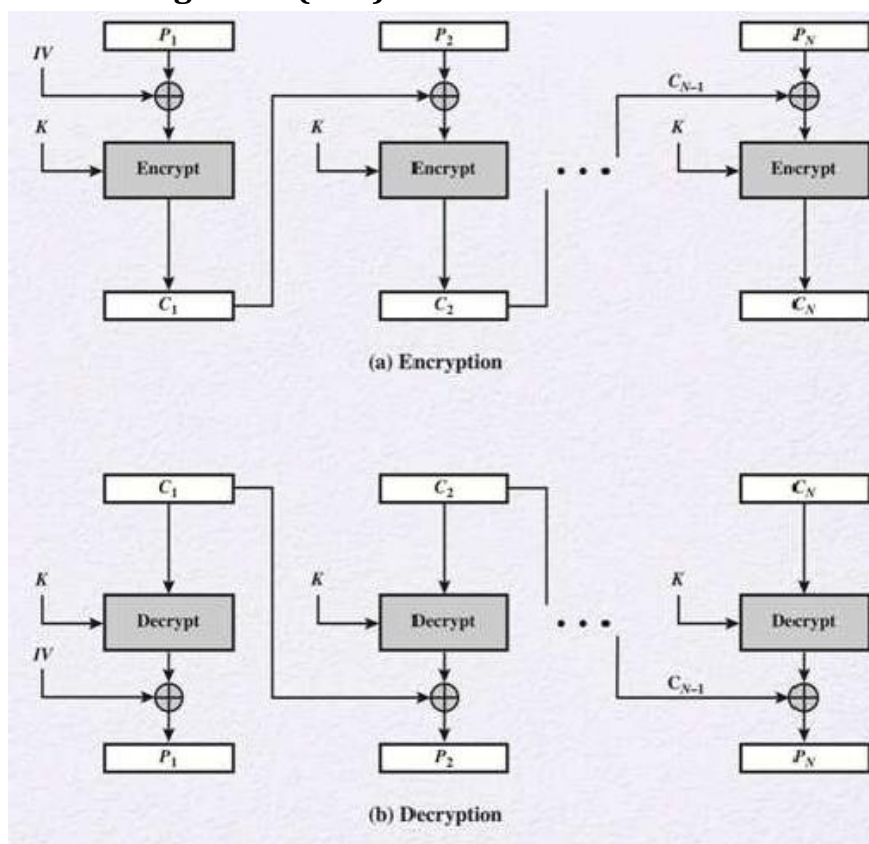 P1 P2 PN
IV
CN–1
K K K
Encrypt Encrypt Encrypt
C1 C2 CN
(a) Encryption
C1 C2 CN
K K K
Decrypt Decrypt Decrypt
IV
CN–1
P1 P2 PN
(b) Decryption